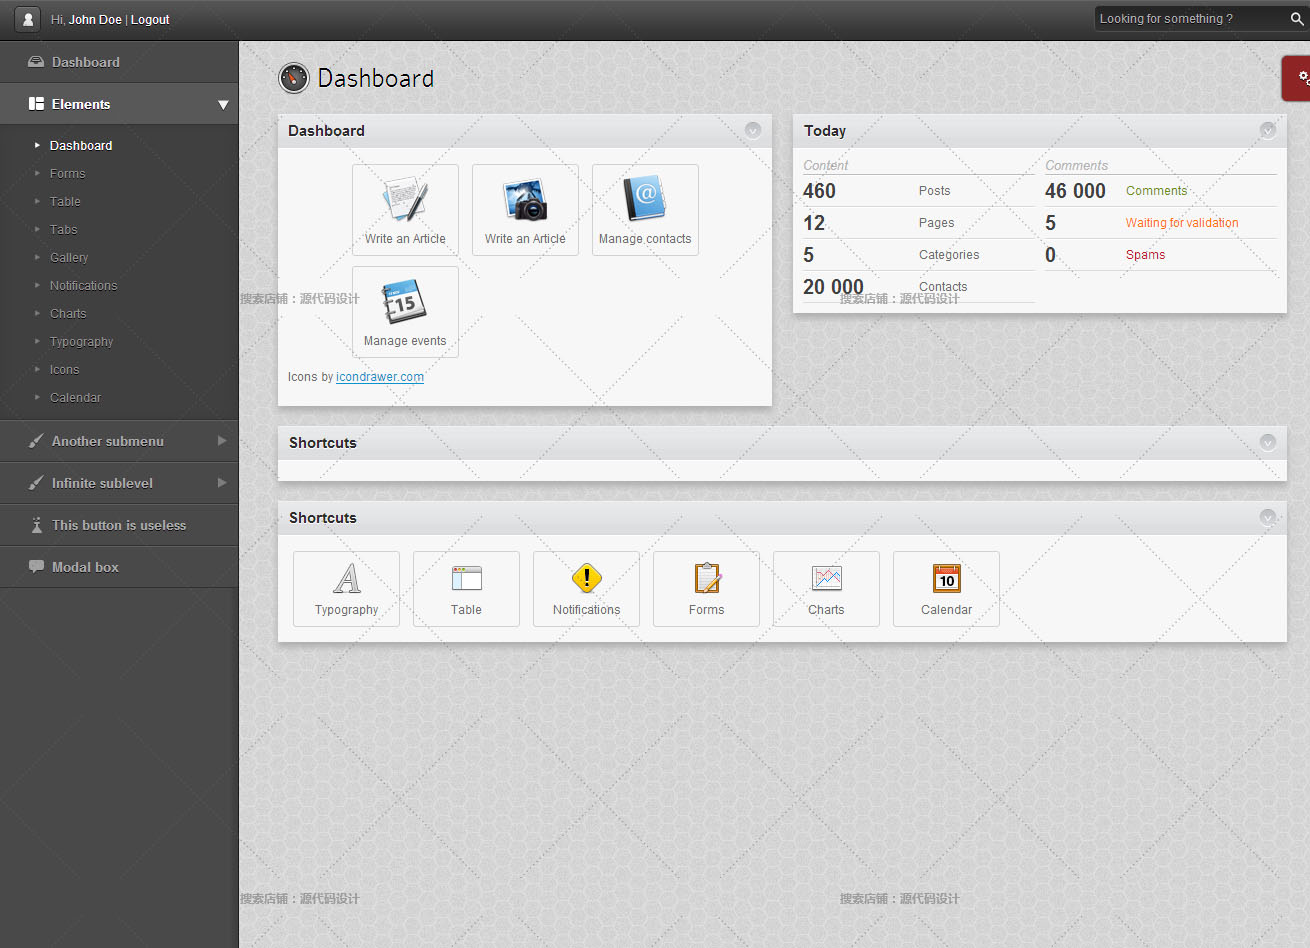 Hi, John Doe | Logout
Looking for something ?
Dashboard
Elements
Dashboard
Forms
Table
Tabs
Gallery
Notifications
Charts
Typography
Icons
Calendar
Another submenu
Infinite sublevel
This button is useless
Modal box
Dashboard
Dashboard
Write an Article
Write an Article
Manage contacts
15
Manage events
Icons by icondrawer.com
Today
Content
460 Posts
12 Pages
5 Categories
20 000 Contacts
Comments
46 000 Comments
5 Waiting for validation
0 Spams
搜索店铺：源代码设计
搜索店铺：源代码设计
Shortcuts
Shortcuts
A
Typography
Table
Notifications
Forms
Charts
10
Calendar
搜索店铺：源代码设计
搜索店铺：源代码设计